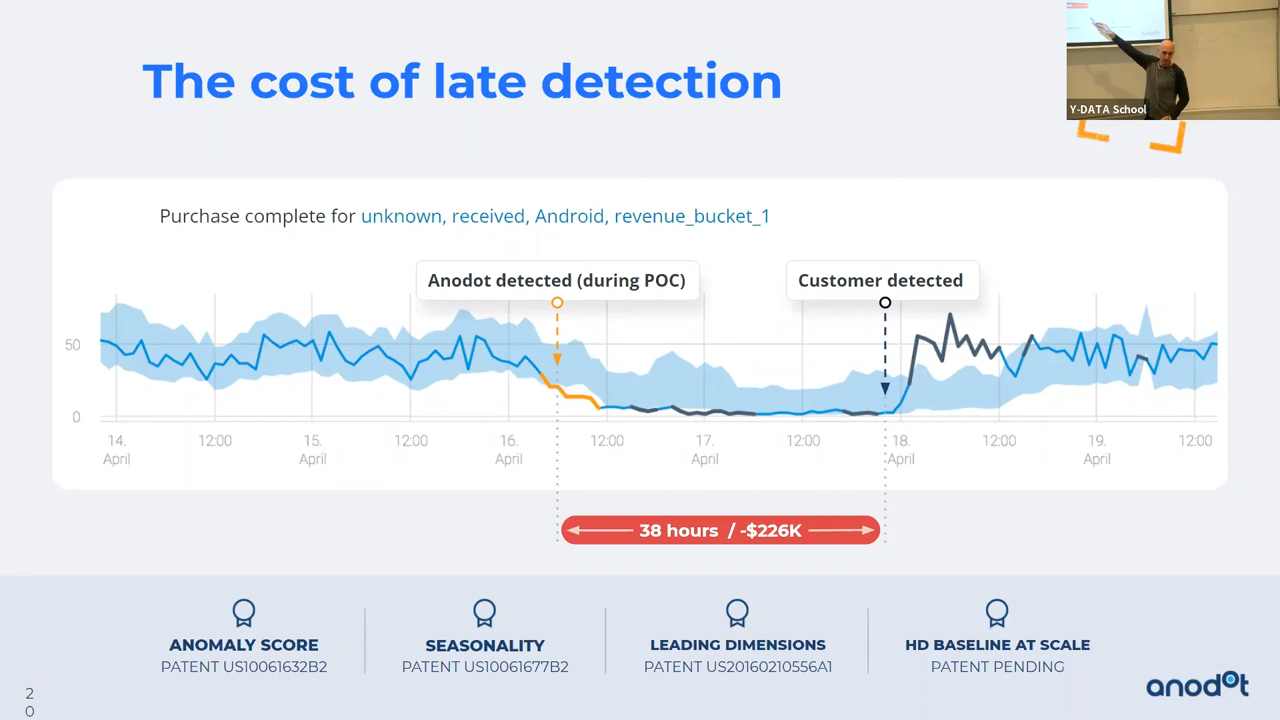 The cost of late detection
Y-DATA School
Purchase complete for unknown, received, Android, revenue_bucket_1
Anodot detected (during POC)
Customer detected
50
0
14. April
12:00
15. April
12:00
16. April
12:00
17. April
12:00
18. April
12:00
19. April
12:00
38 hours / -$226K
ANOMALY SCORE
PATENT US10061632B2
SEASONALITY
PATENT US10061677B2
LEADING DIMENSIONS
PATENT US20160210556A1
HD BASELINE AT SCALE
PATENT PENDING
20
anodot